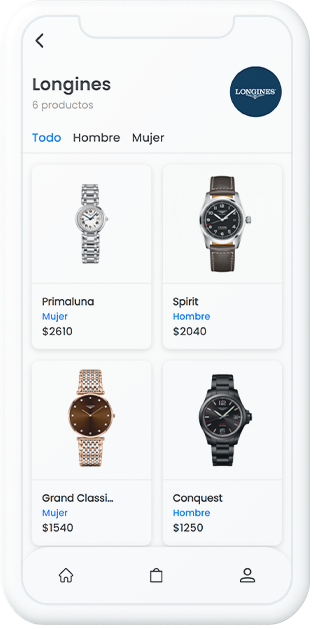 Longines
LONGINES
6 productos
Todo Hombre Mujer
Primaluna
Mujer
$2610
Spirit
Hombre
$2040
Grand Classi...
Mujer
$1540
Conquest
Hombre
$1250